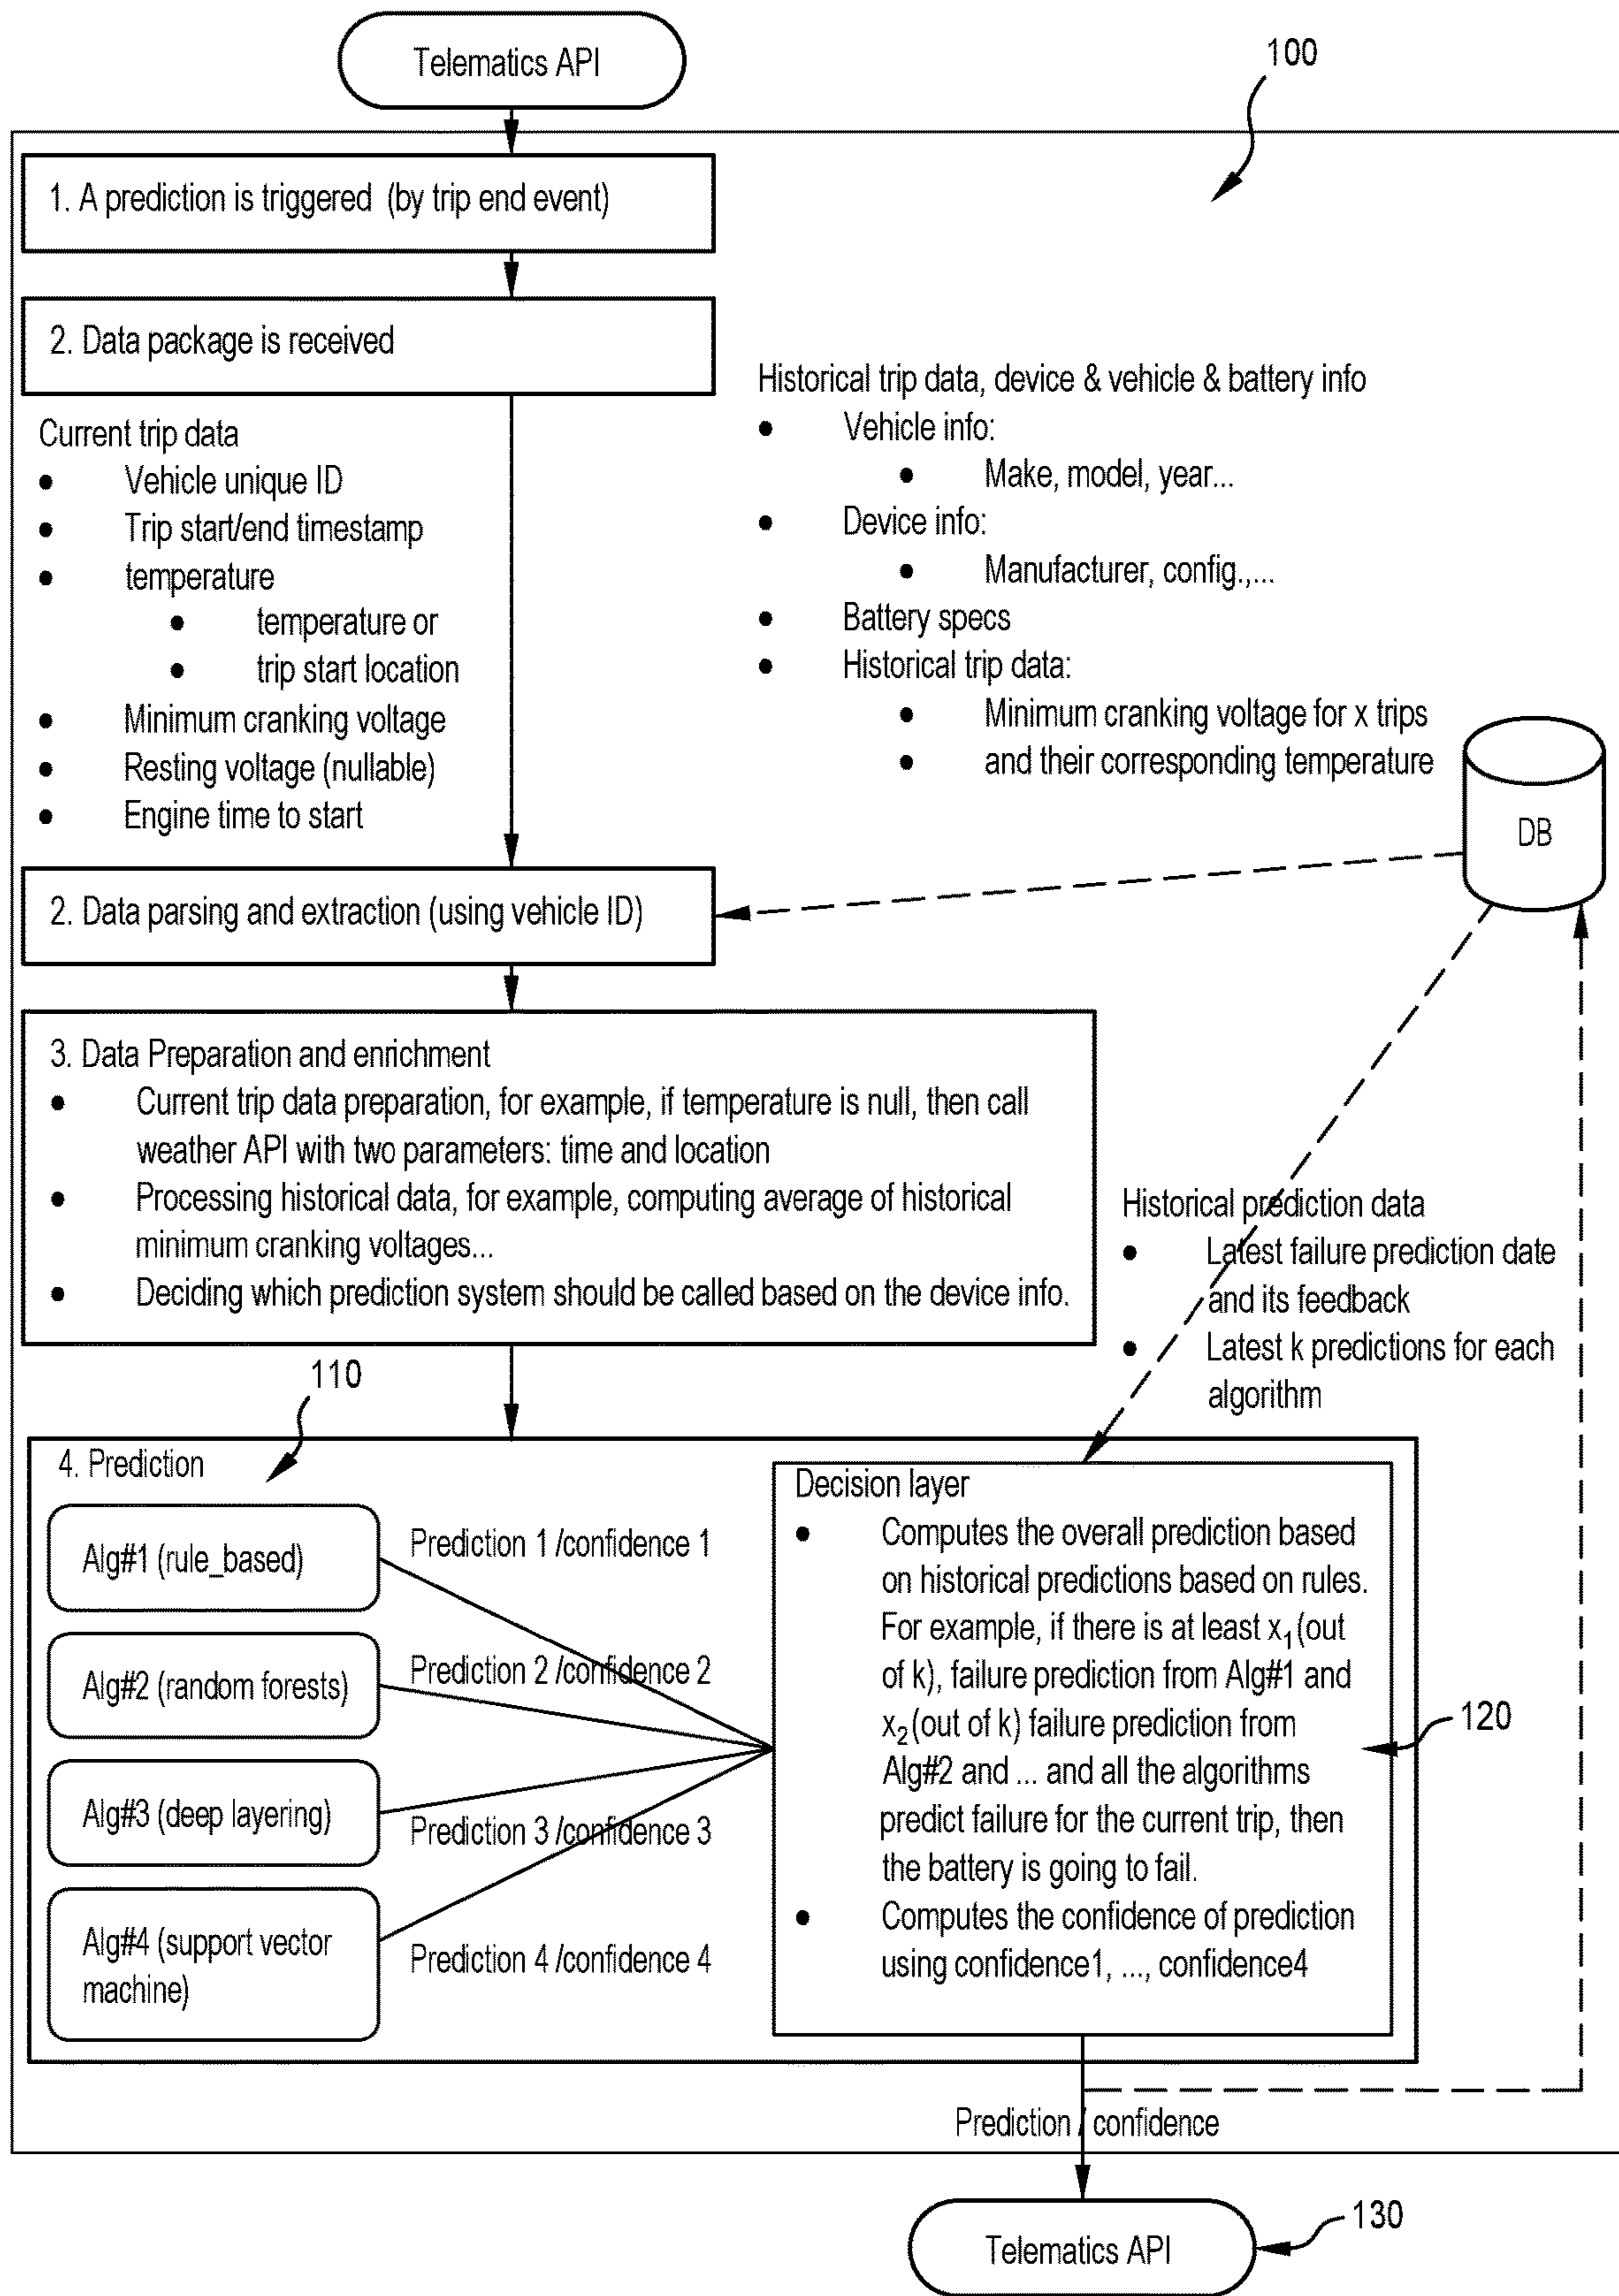 Telematics API
100
1. A prediction is triggered (by trip end event)
2. Data package is received
Current trip data
• Vehicle unique ID
• Trip start/end timestamp
• temperature
• temperature or
• trip start location
• Minimum cranking voltage
• Resting voltage (nullable)
• Engine time to start
Historical trip data, device & vehicle & battery info
• Vehicle info:
• Make, model, year...
• Device info:
• Manufacturer, config.,...
• Battery specs
• Historical trip data:
• Minimum cranking voltage for x trips
• and their corresponding temperature
DB
2. Data parsing and extraction (using vehicle ID)
3. Data Preparation and enrichment
• Current trip data preparation, for example, if temperature is null, then call
weather API with two parameters: time and location
• Processing historical data, for example, computing average of historical
minimum cranking voltages...
• Deciding which prediction system should be called based on the device info.
Historical prediction data
• Latest failure prediction date
and its feedback
• Latest k predictions for each
algorithm
110
4. Prediction
Alg#1 (rule_based)
Alg#2 (random forests)
Alg#3 (deep layering)
Alg#4 (support vector
machine)
Prediction 1 /confidence 1
Prediction 2 /confidence 2
Prediction 3 /confidence 3
Prediction 4 /confidence 4
Decision layer
• Computes the overall prediction based
on historical predictions based on rules.
For example, if there is at least x₁(out
of k), failure prediction from Alg#1 and
x₂(out of k) failure prediction from
Alg#2 and ... and all the algorithms
predict failure for the current trip, then
the battery is going to fail.
• Computes the confidence of prediction
using confidence1, ..., confidence4
120
Prediction / confidence
Telematics API
130